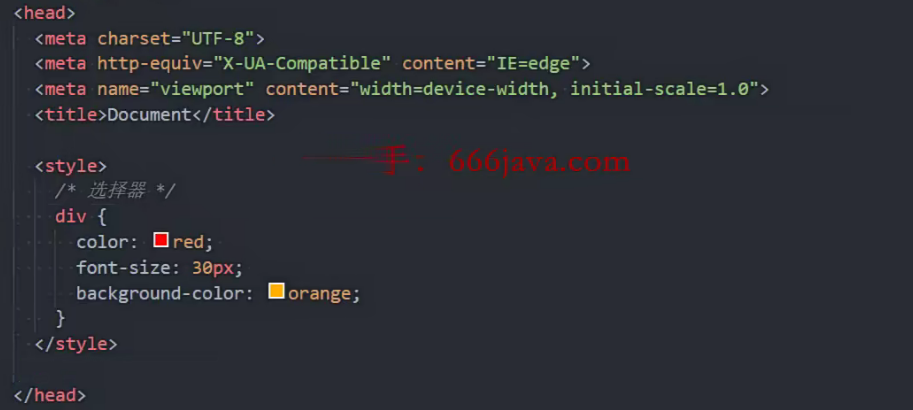 <head>
<meta charset="UTF-8">
<meta http-equiv="X-UA-Compatible" content="IE=edge">
<meta name="viewport" content="width=device-width, initial-scale=1.0">
<title>Document</title>
一手：666java.com
<style>
/* 选择器 */
div {
color: red;
font-size: 30px;
background-color: orange;
}
</style>
</head>